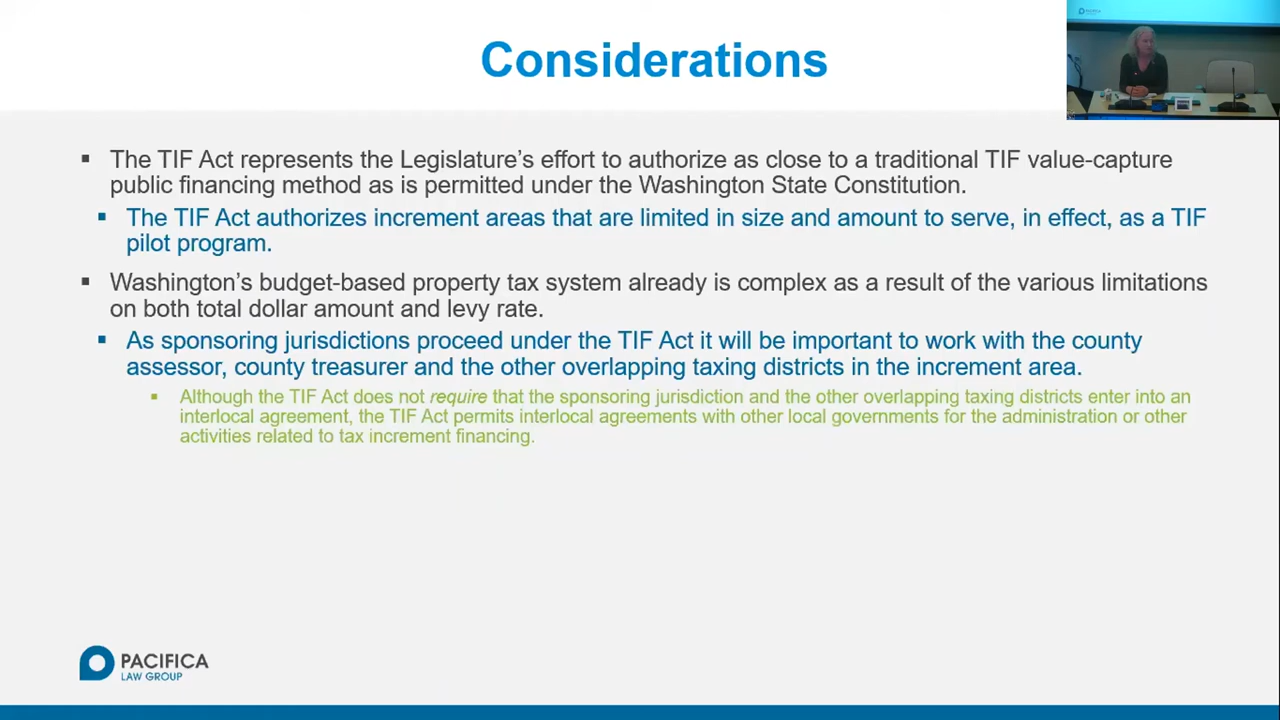 Considerations
PACIFICA
The TIF Act represents the Legislature's effort to authorize as close to a traditional TIF value-capture
public financing method as is permitted under the Washington State Constitution.
The TIF Act authorizes increment areas that are limited in size and amount to serve, in effect, as a TIF
pilot program.
Washington's budget-based property tax system already is complex as a result of the various limitations
on both total dollar amount and levy rate.
As sponsoring jurisdictions proceed under the TIF Act it will be important to work with the county
assessor, county treasurer and the other overlapping taxing districts in the increment area.
Although the TIF Act does not require that the sponsoring jurisdiction and the other overlapping taxing districts enter into an
interlocal agreement, the TIF Act permits interlocal agreements with other local governments for the administration or other
activities related to tax increment financing.
PACIFICA
LAW GROUP